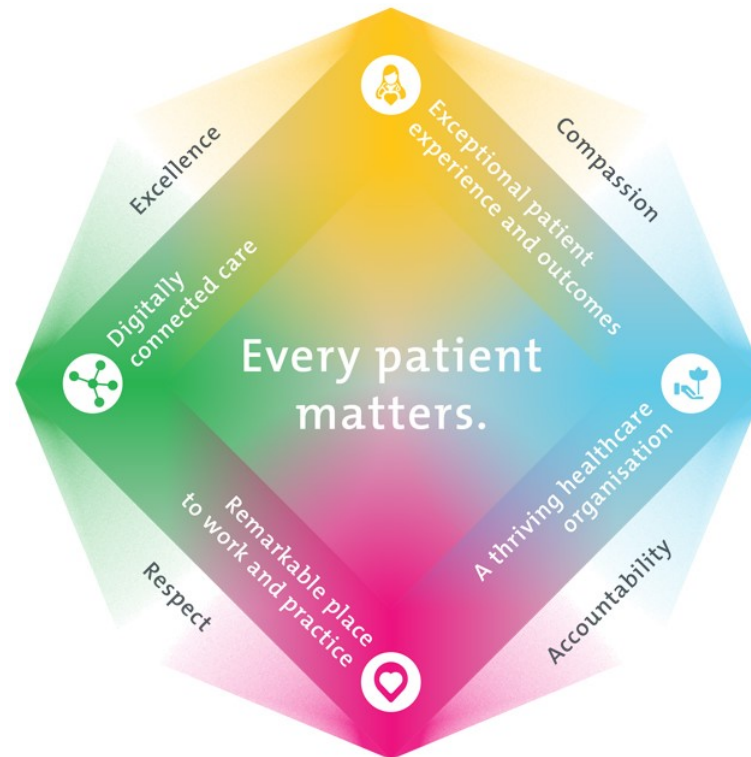 Excellence
Compassion
Exceptional patient
experience and outcomes
Digitally
connected care
Every patient
matters.
A thriving healthcare
organisation
Remarkable place
to work and practice
Respect
Accountability